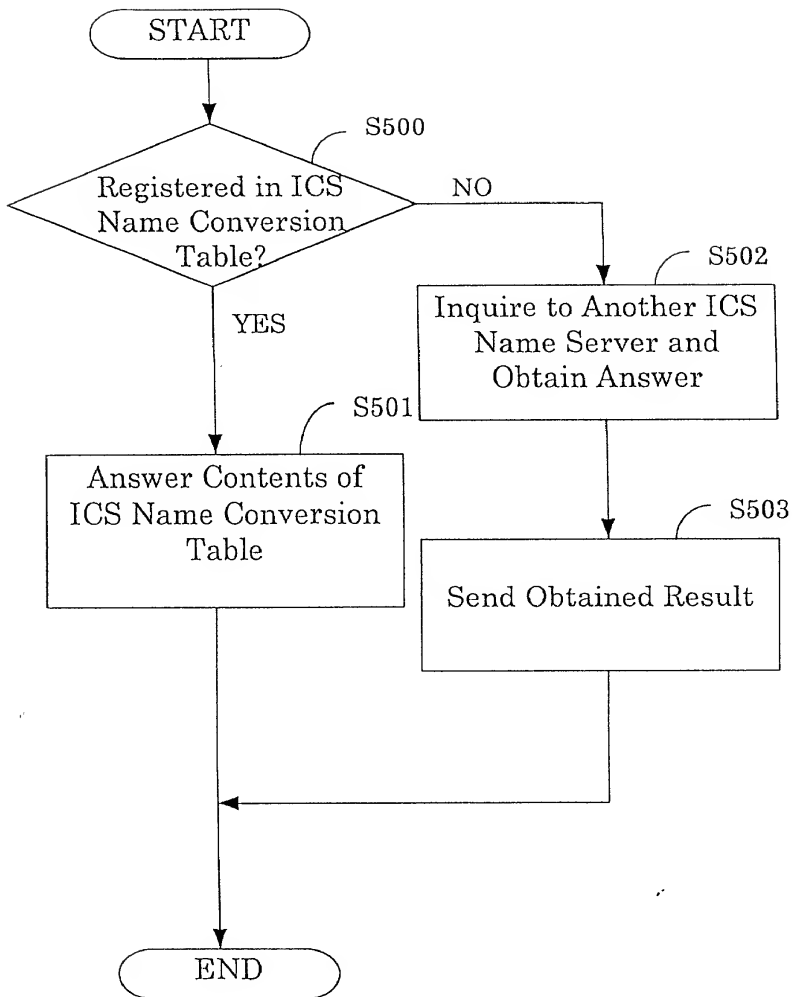 START
S500
Registered in ICS
Name Conversion
Table?
NO
YES
S502
Inquire to Another ICS
Name Server and
Obtain Answer
S501
Answer Contents of
ICS Name Conversion
Table
S503
Send Obtained Result
END